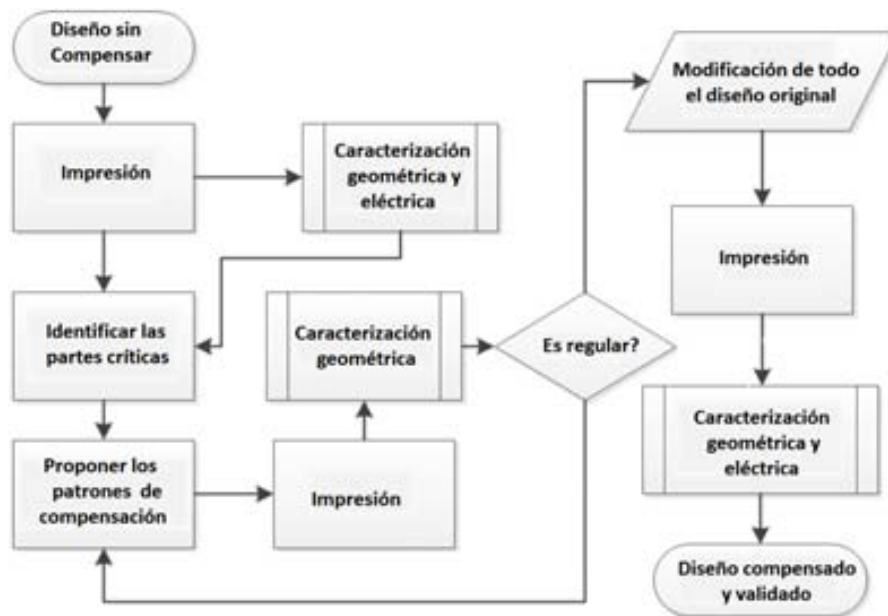 Diseño sin
Compensar
Impresión
Caracterización
geométrica y
eléctrica
Identificar las
partes críticas
Proponer los
patrones de
compensación
Impresión
Caracterización
geométrica
Es regular?
Modificación de todo
el diseño original
Impresión
Caracterización
geométrica y
eléctrica
Diseño compensado
y validado